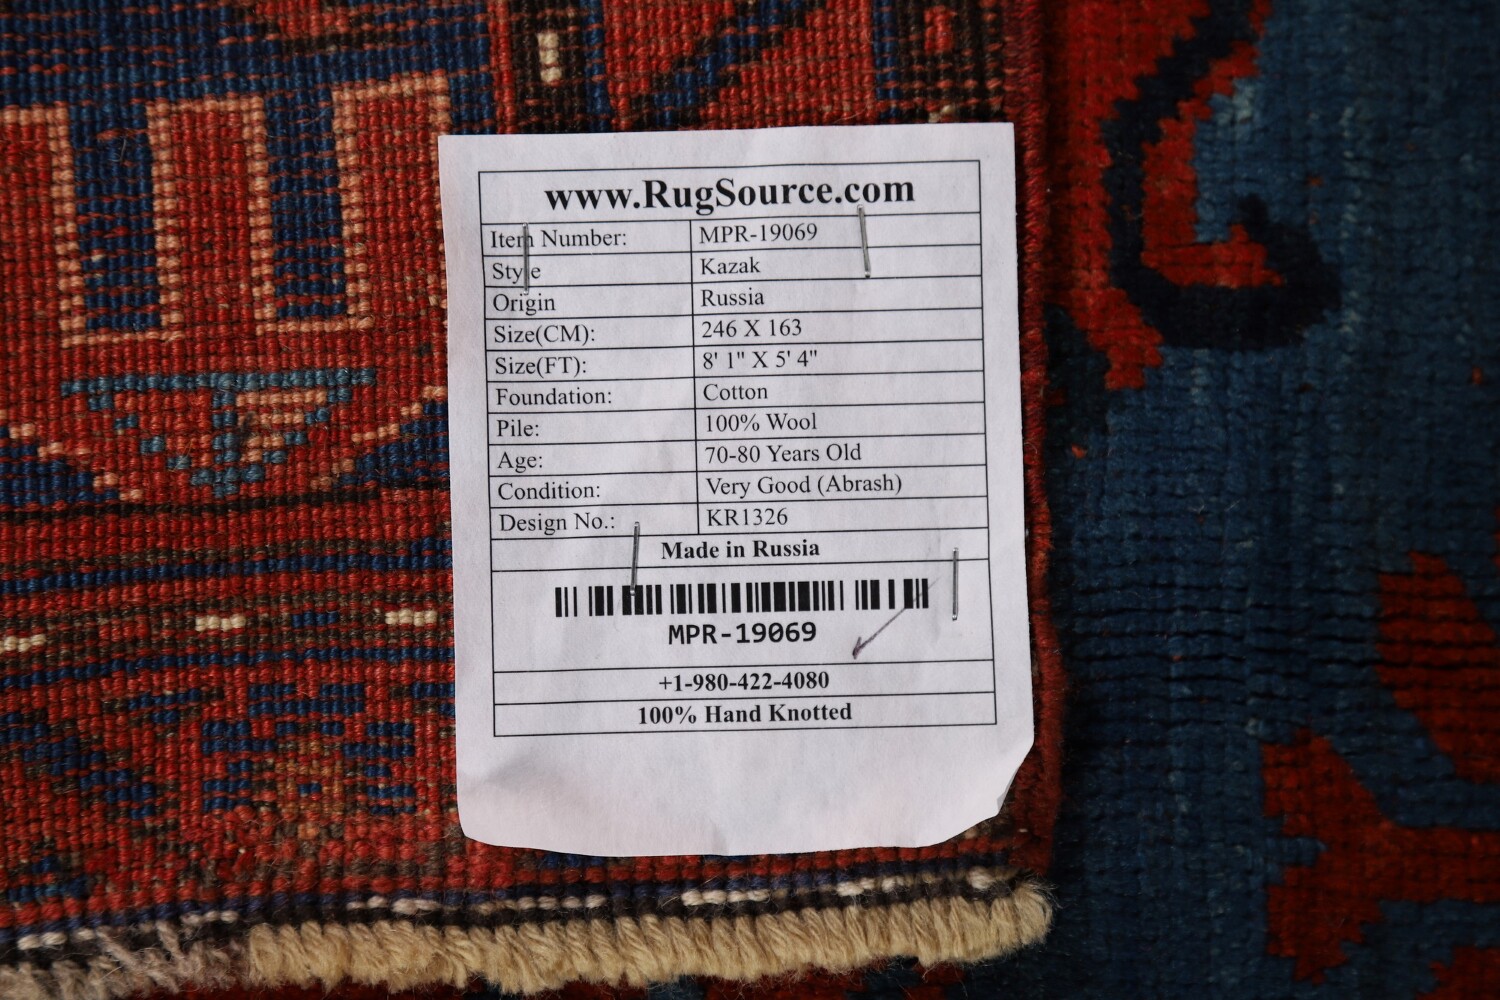 www.RugSource.com
Item Number: MPR-19069
Style Kazak
Origin Russia
Size(CM): 246 X 163
Size(FT): 8' 1" X 5' 4"
Foundation: Cotton
Pile: 100% Wool
Age: 70-80 Years Old
Condition: Very Good (Abrash)
Design No.: KR1326
Made in Russia
MPR-19069
+1-980-422-4080
100% Hand Knotted